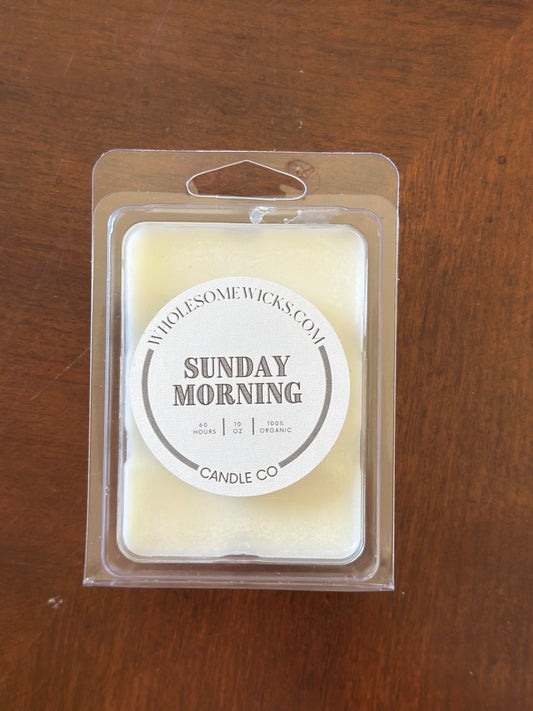 WHOLESOMEWICKS.COM
SUNDAY
MORNING
60
HOURS
10
OZ
100%
ORGANIC
CANDLE CO